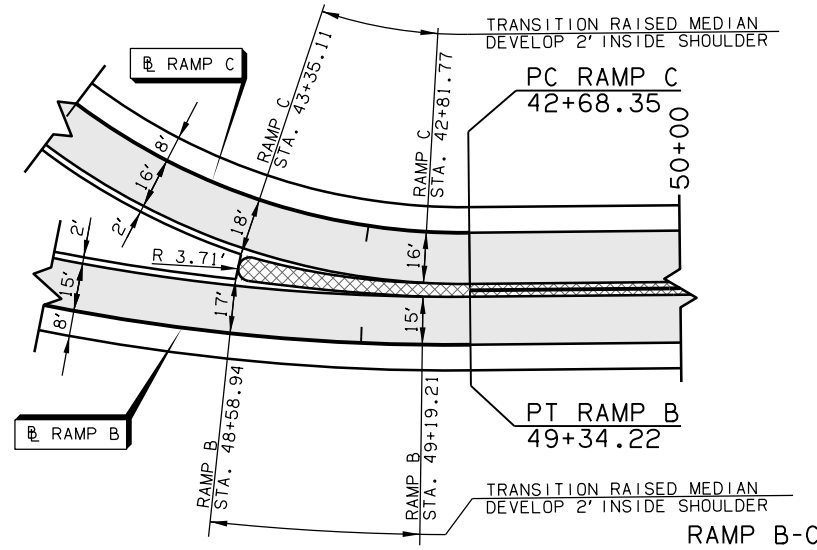 TRANSITION RAISED MEDIAN
DEVELOP 2' INSIDE SHOULDER
℄ RAMP C
RAMP C
STA. 43+35.11
RAMP C
STA. 42+81.77
PC RAMP C
42+68.35
50+00
8'
16'
2'
18'
16'
R 3.71'
2'
15'
8'
17'
15'
℄ RAMP B
RAMP B
STA. 48+58.94
RAMP B
STA. 49+19.21
PT RAMP B
49+34.22
TRANSITION RAISED MEDIAN
DEVELOP 2' INSIDE SHOULDER
RAMP B-C